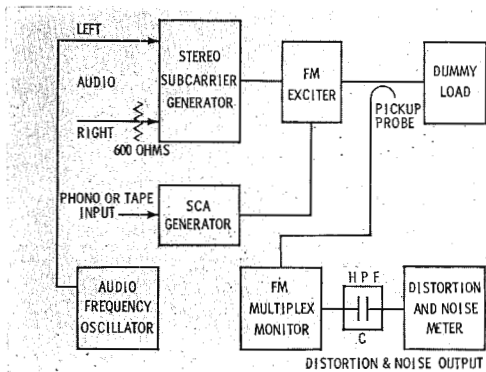 LEFT
AUDIO
RIGHT
600 OHMS
STEREO
SUBCARRIER
GENERATOR
FM
EXCITER
DUMMY
LOAD
PICKUP
PROBE
PHONO OR TAPE
INPUT
SCA
GENERATOR
AUDIO
FREQUENCY
OSCILLATOR
FM
MULTIPLEX
MONITOR
HPF
C
DISTORTION
AND NOISE
METER
DISTORTION & NOISE OUTPUT